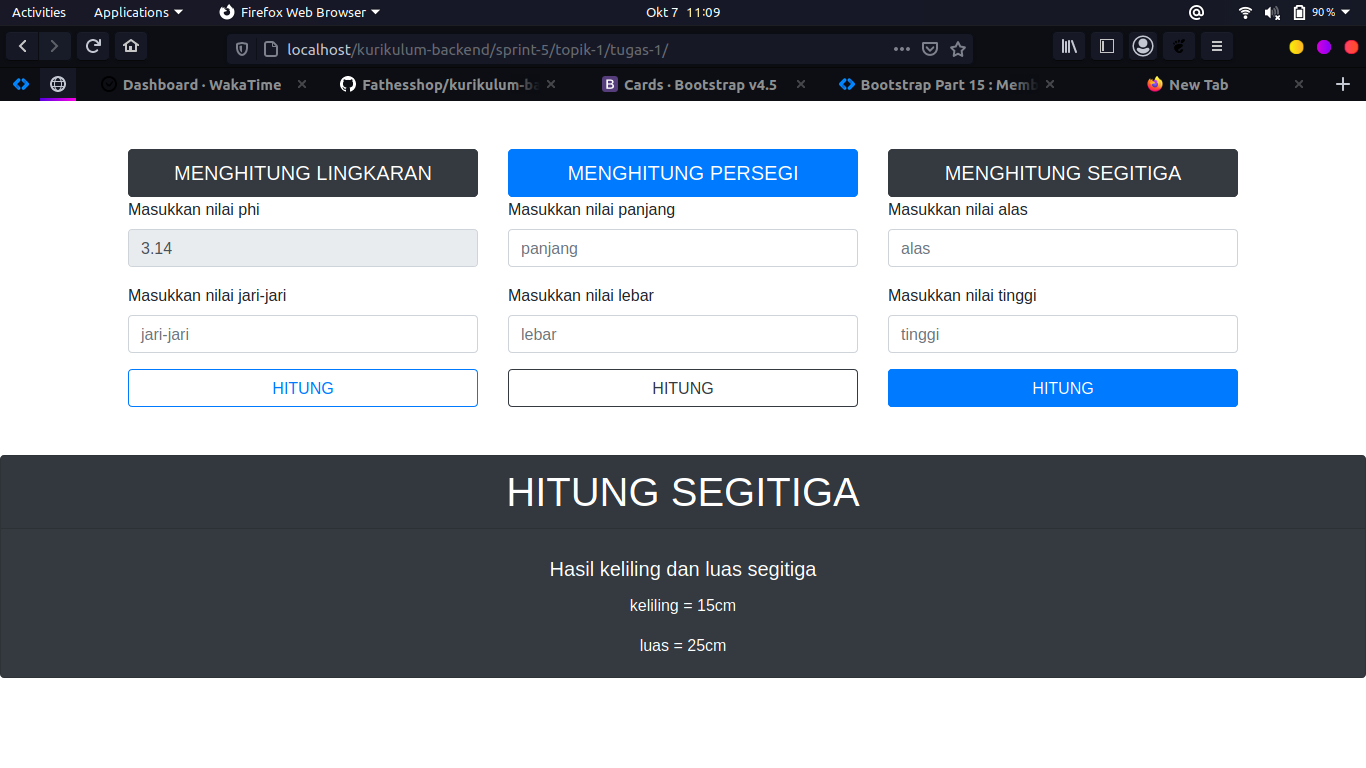 Activities Applications Firefox Web Browser Okt 7 11:09 90 %
localhost/kurikulum-backend/sprint-5/topik-1/tugas-1/
Dashboard · WakaTime Fathesshop/kurikulum-ba Cards · Bootstrap v4.5 Bootstrap Part 15 : Memb New Tab
MENGHITUNG LINGKARAN MENGHITUNG PERSEGI MENGHITUNG SEGITIGA
Masukkan nilai phi Masukkan nilai panjang Masukkan nilai alas
3.14 panjang alas
Masukkan nilai jari-jari Masukkan nilai lebar Masukkan nilai tinggi
jari-jari lebar tinggi
HITUNG HITUNG HITUNG
HITUNG SEGITIGA
Hasil keliling dan luas segitiga
keliling = 15cm
luas = 25cm